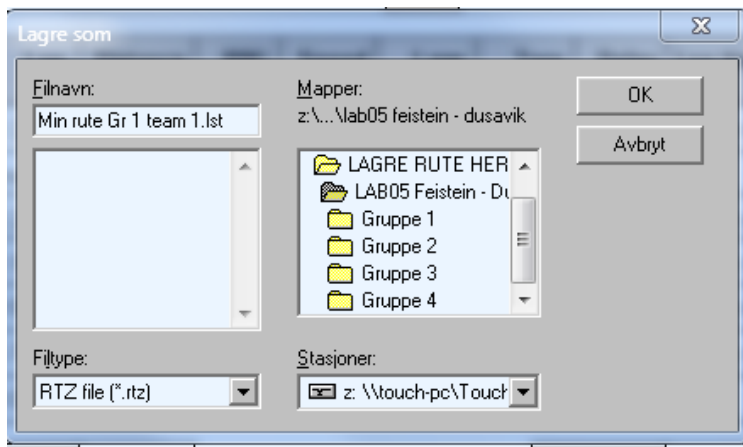 Lagre som
Filnavn:
Min rute Gr 1 team 1.lst
Mapper:
z:\...\lab05 feistein - dusavik
OK
Avbryt
LAGRE RUTE HER
LAB05 Feistein - Du
Gruppe 1
Gruppe 2
Gruppe 3
Gruppe 4
Filtype:
RTZ file (*.rtz)
Stasjoner:
z: \\touch-pc\Touch